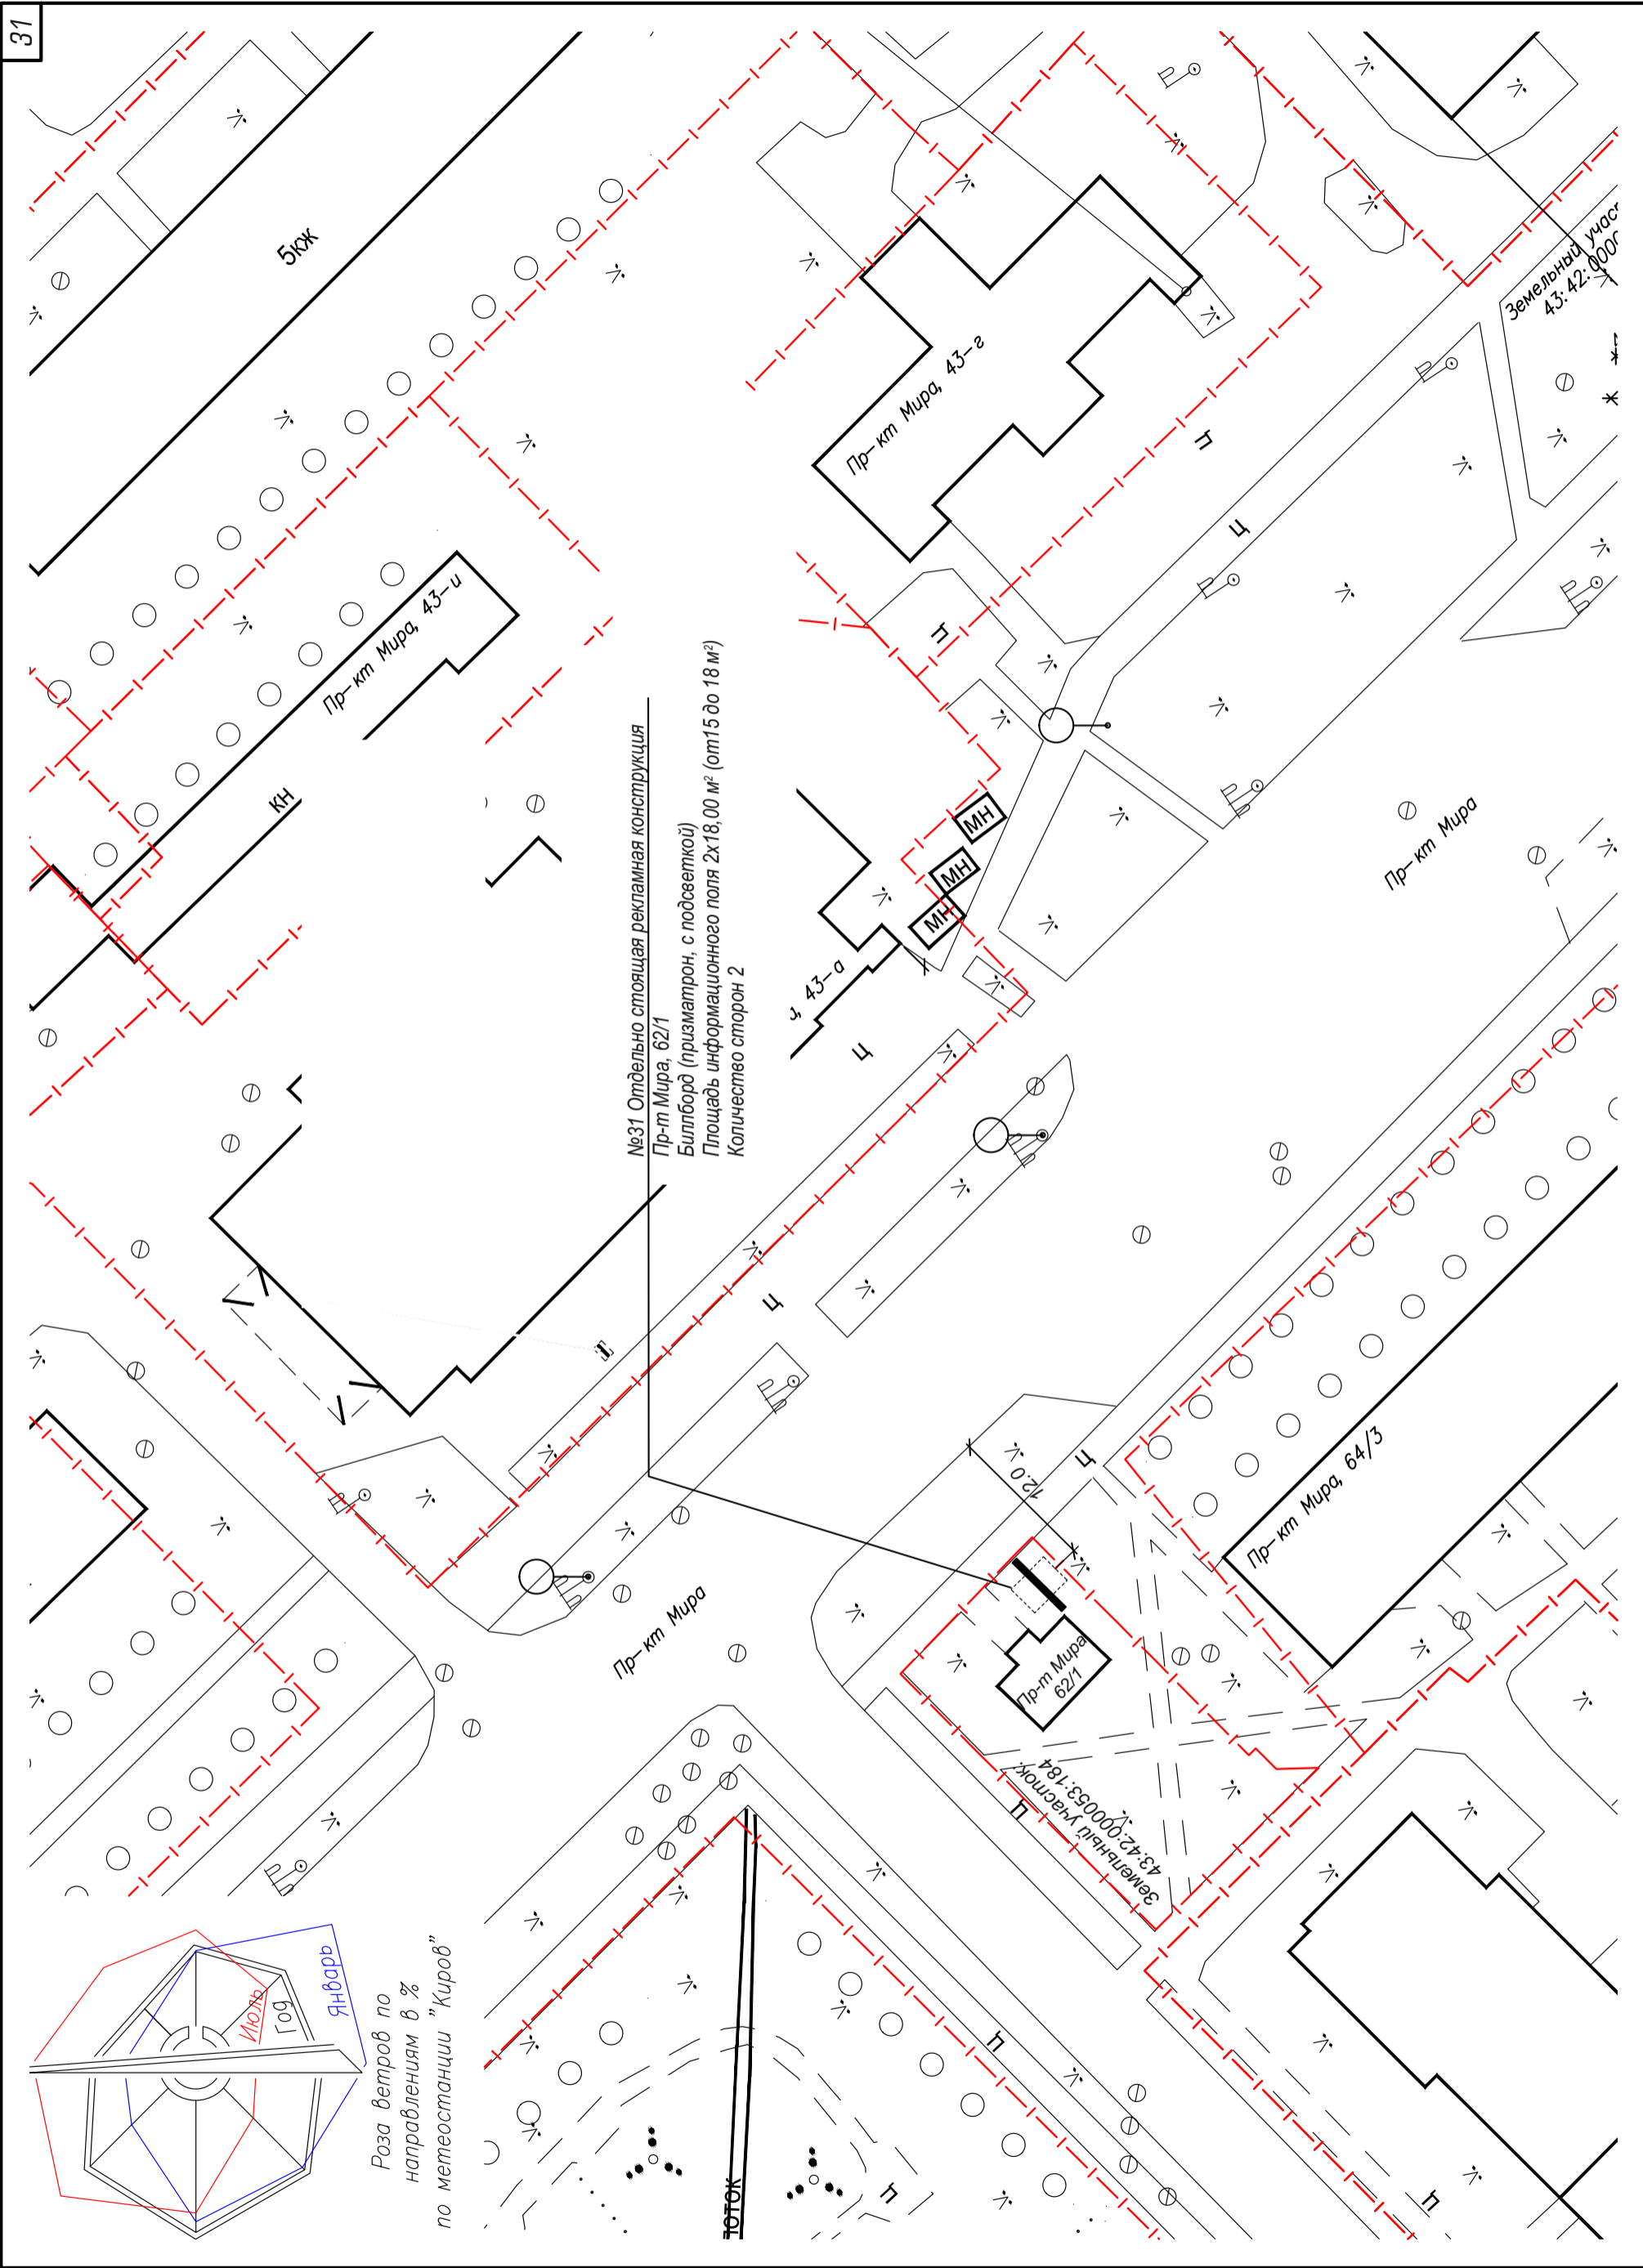 31
5кж
Пр-кт Мира, 43-и
кн
Пр-кт Мира, 43-г
Земельный учас
43:42:000
Ц
Ц
Ц
МН
МН
МН
43-а
Ц
Ц
№31 Отдельно стоящая рекламная конструкция
Пр-т Мира, 62/1
Биллборд (призматрон, с подсветкой)
Площадь информационного поля 2х18,00 м² (от15 до 18 м²)
Количество сторон 2
Пр-кт Мира
Пр-кт Мира
12.0
Ц
Пр-кт Мира, 64/3
Пр-т Мира
62/1
Земельный участок:
43:42:000053:184
Ц
Ц
Ц
Ц
Июль
Год
Январь
Роза ветров по
направлениям в %
по метеостанции "Киров"
лоток